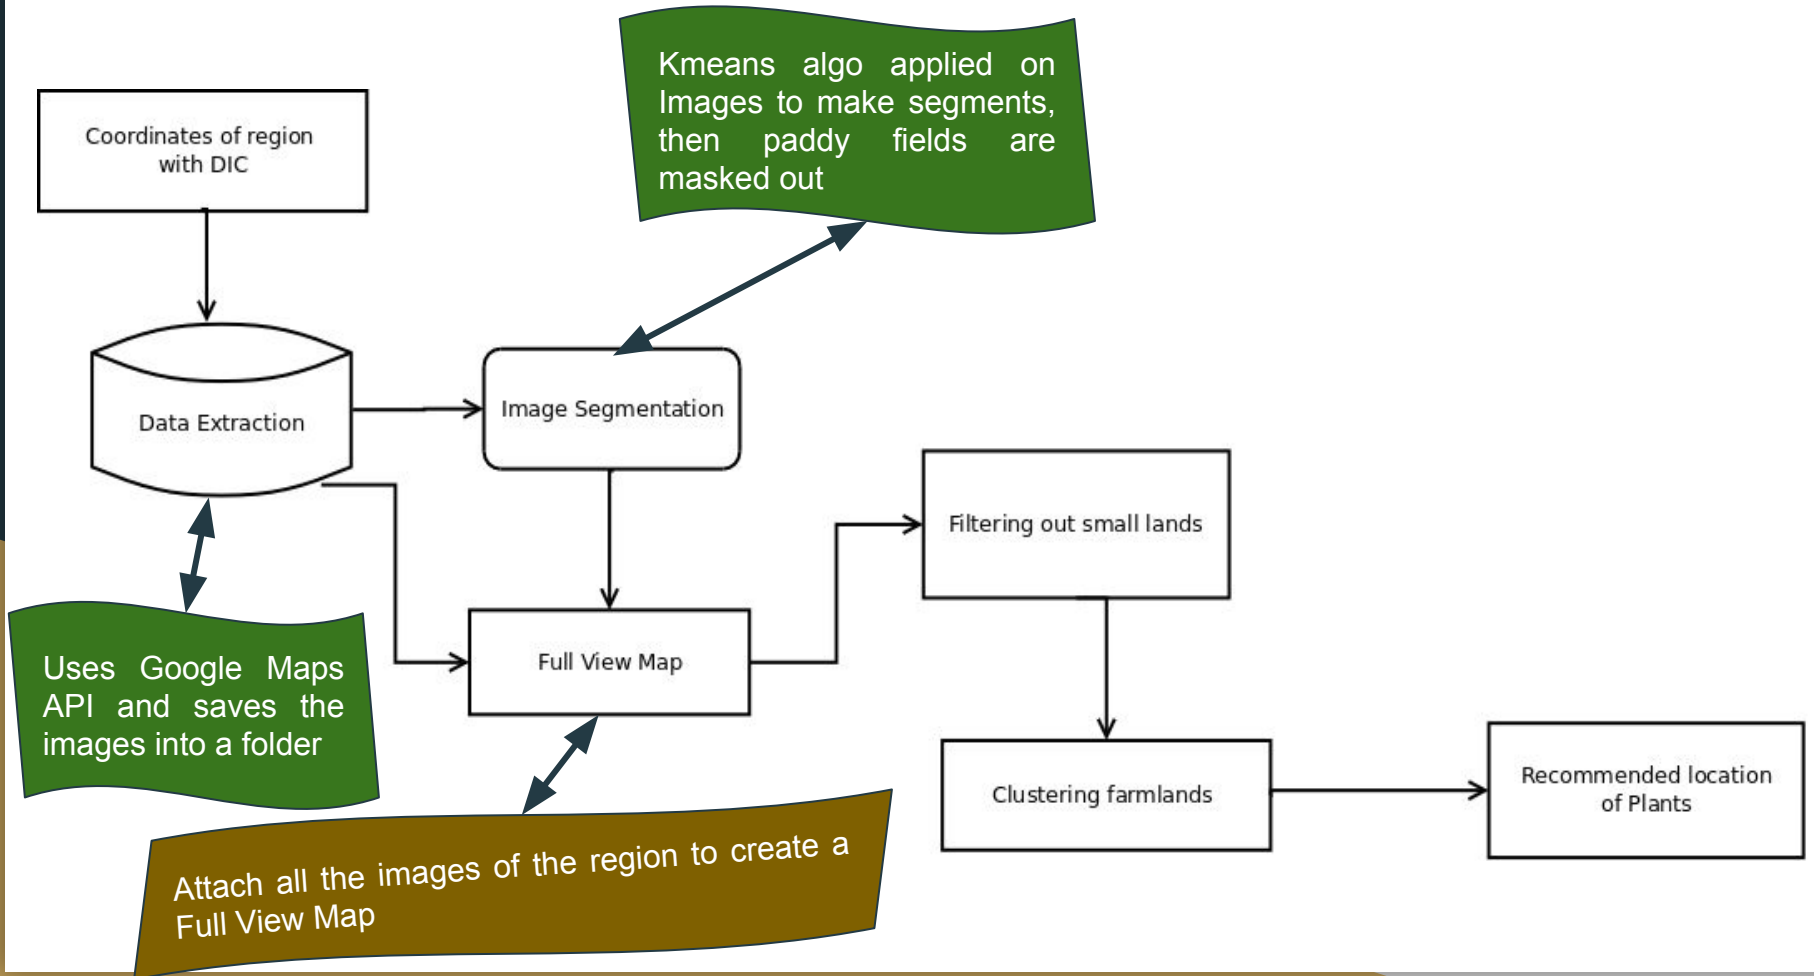 Kmeans algo applied on
Images to make segments,
then paddy fields are
masked out
Coordinates of region
with DIC
Data Extraction
Image Segmentation
Filtering out small lands
Full View Map
Uses Google Maps
API and saves the
images into a folder
Clustering farmlands
Recommended location
of Plants
Attach all the images of the region to create a
Full View Map